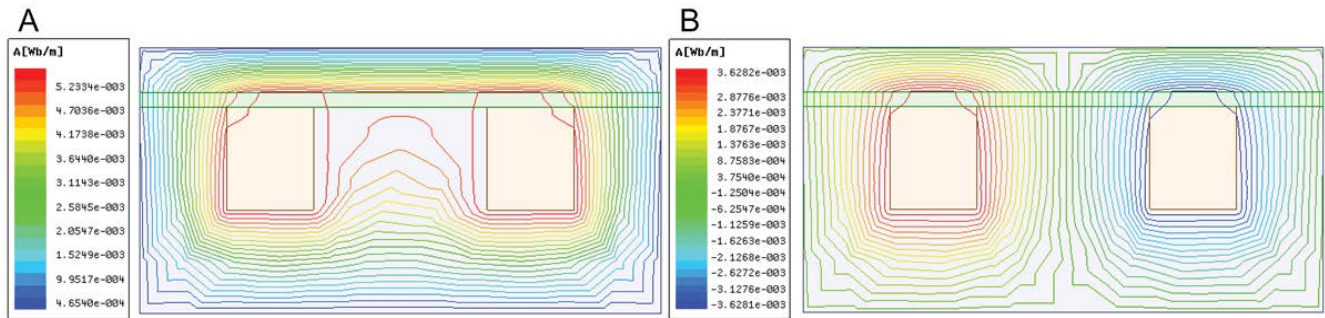 A
A[Wb/m]
5.2334e-003
4.7036e-003
4.1738e-003
3.6440e-003
3.1143e-003
2.5845e-003
2.0547e-003
1.5249e-003
9.9517e-004
4.6540e-004
B
A[Wb/m]
3.6282e-003
2.8776e-003
2.3771e-003
1.8767e-003
1.3763e-003
8.7583e-004
3.7540e-004
-1.2504e-004
-6.2547e-004
-1.1259e-003
-1.6263e-003
-2.1268e-003
-2.6272e-003
-3.1276e-003
-3.6281e-003